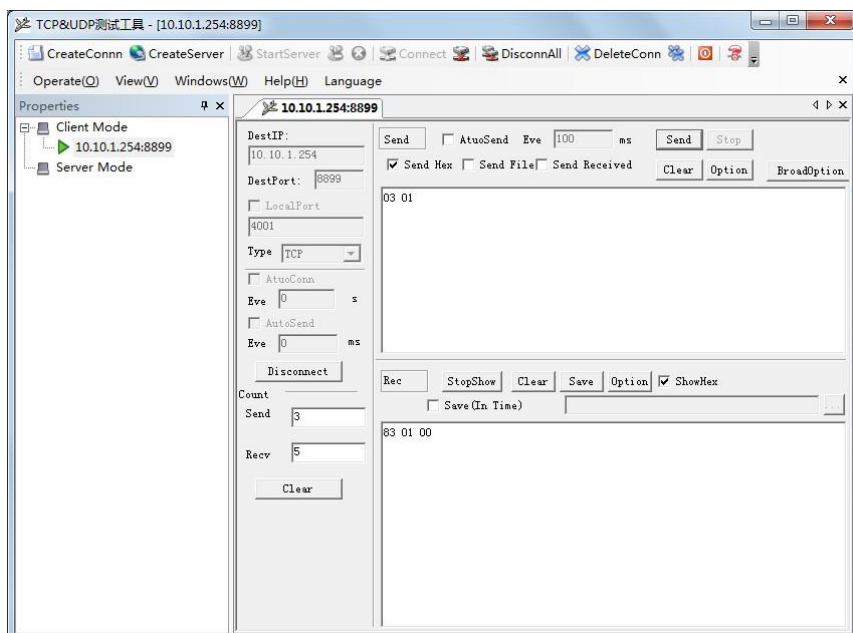 TCP&UDP测试工具 - [10.10.1.254:8899]
CreateConnn CreateServer StartServer Connect DisconnAll DeleteConn
Operate(O) View(V) Windows(W) Help(H) Language
Properties
Client Mode
10.10.1.254:8899
Server Mode
10.10.1.254:8899
DestIP:
10.10.1.254
DestPort: 8899
LocalPort
4001
Type TCP
AtuoConn
Eve 0 s
AutoSend
Eve 0 ms
Disconnect
Count
Send 3
Recv 5
Clear
Send AtuoSend Eve 100 ms Send Stop
Send Hex Send File Send Received Clear Option BroadOption
03 01
Rec StopShow Clear Save Option ShowHex
Save(In Time) ...
83 01 00